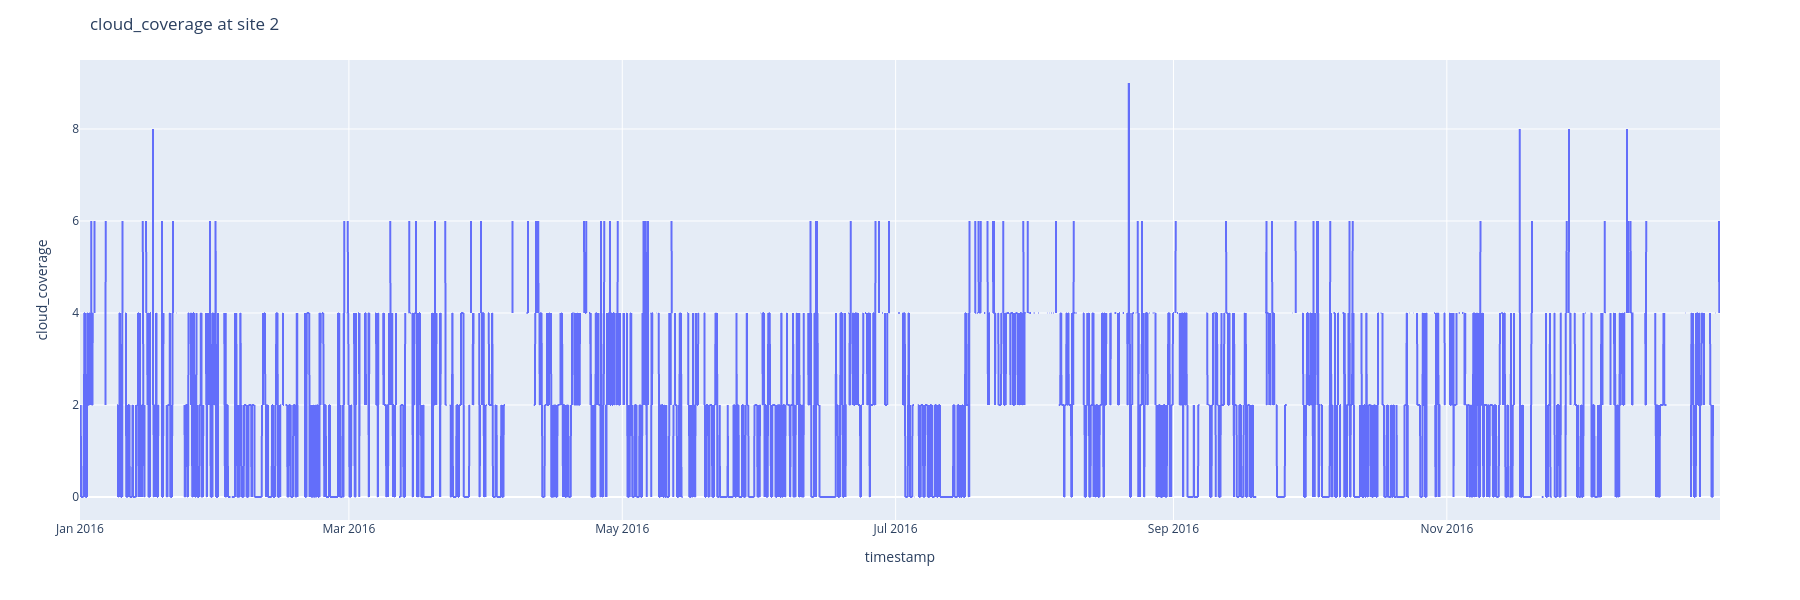 cloud_coverage at site 2
cloud_coverage
8
6
4
2
0
Jan 2016 Mar 2016 May 2016 Jul 2016 Sep 2016 Nov 2016
timestamp